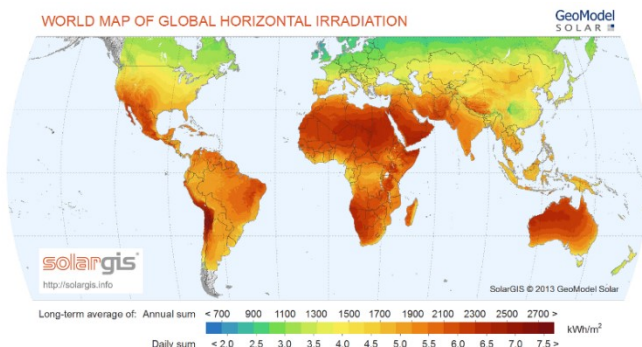 WORLD MAP OF GLOBAL HORIZONTAL IRRADIATION
GeoModel
SOLAR
solargis
http://solargis.info
SolarGIS © 2013 GeoModel Solar
Long-term average of: Annual sum < 700 900 1100 1300 1500 1700 1900 2100 2300 2500 2700 >
kWh/m²
Daily sum < 2.0 2.5 3.0 3.5 4.0 4.5 5.0 5.5 6.0 6.5 7.0 7.5 >